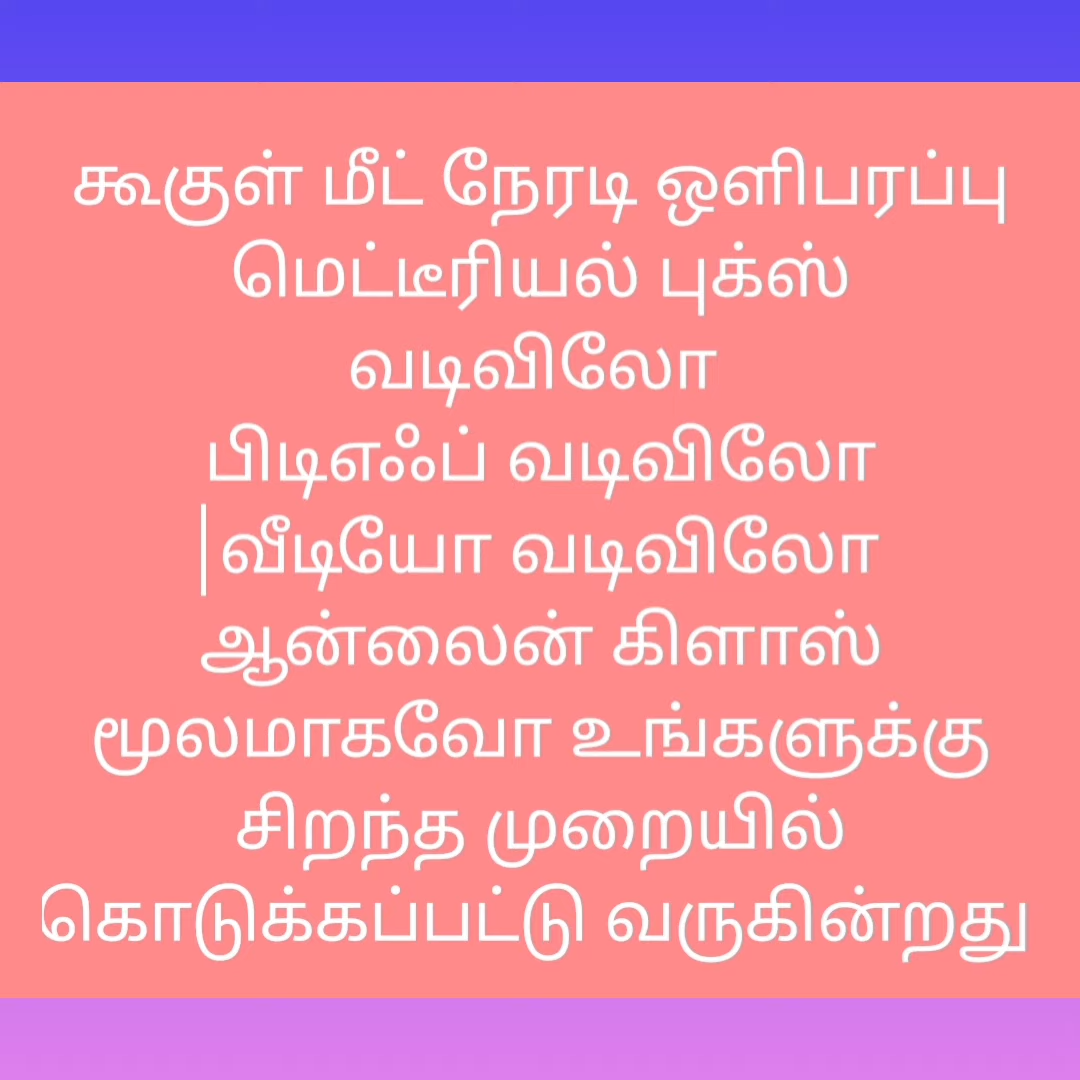 கூகுள் மீட் நேரடி ஒளிபரப்பு
மெட்டீரியல் புக்ஸ்
வடிவிலோ
பிடிஎஃப் வடிவிலோ
|வீடியோ வடிவிலோ
ஆன்லைன் கிளாஸ்
மூலமாகவோ உங்களுக்கு
சிறந்த முறையில்
கொடுக்கப்பட்டு வருகின்றது